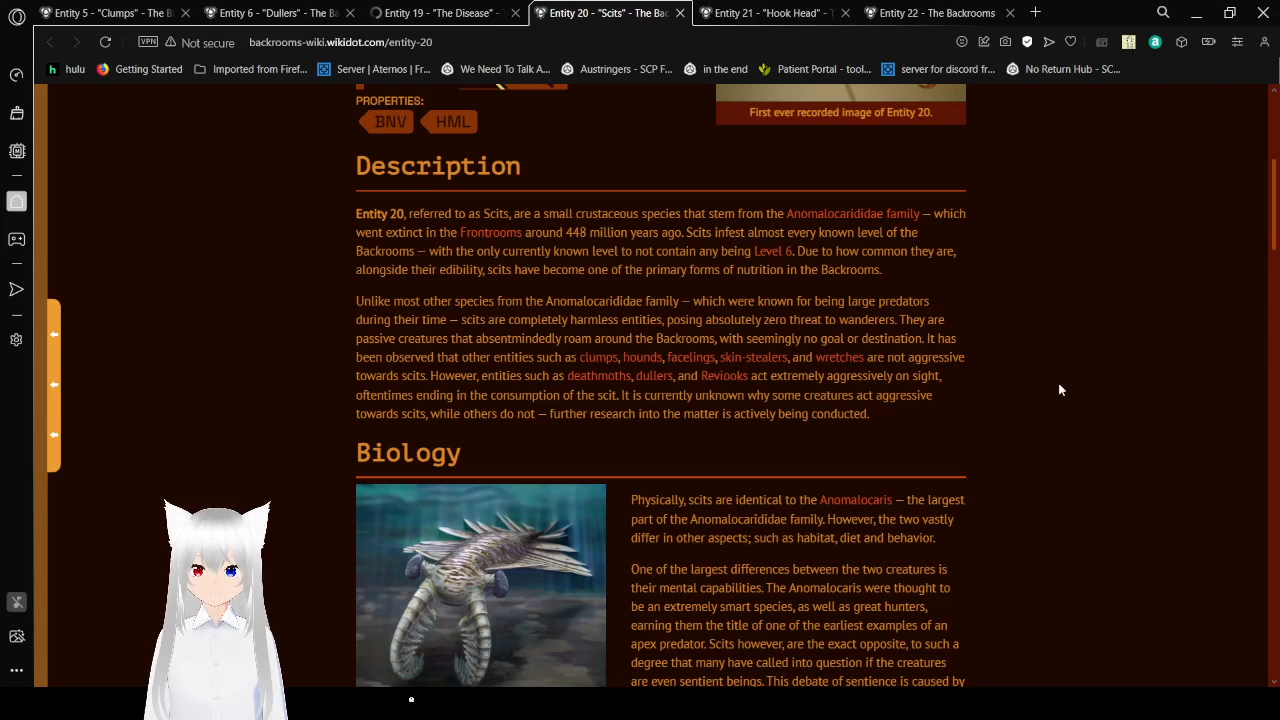 Entity 5 - "Clumps" - The B
Entity 6 - "Dullers" - The Ba
Entity 19 - "The Disease" -
Entity 20 - "Scits" - The Bac
Entity 21 - "Hook Head" - T
Entity 22 - The Backrooms
VPN Not secure backrooms-wiki.wikidot.com/entity-20
hulu Getting Started Imported from Firef... Server | Aternos | Fr... We Need To Talk A... Austringers - SCP F... in the end Patient Portal - tool... server for discord fr... No Return Hub - SC...
PROPERTIES:
BNV HML
First ever recorded image of Entity 20.
Description
Entity 20, referred to as Scits, are a small crustaceous species that stem from the Anomalocarididae family — which
went extinct in the Frontrooms around 448 million years ago. Scits infest almost every known level of the
Backrooms — with the only currently known level to not contain any being Level 6. Due to how common they are,
alongside their edibility, scits have become one of the primary forms of nutrition in the Backrooms.
Unlike most other species from the Anomalocarididae family — which were known for being large predators
during their time — scits are completely harmless entities, posing absolutely zero threat to wanderers. They are
passive creatures that absentmindedly roam around the Backrooms, with seemingly no goal or destination. It has
been observed that other entities such as clumps, hounds, facelings, skin-stealers, and wretches are not aggressive
towards scits. However, entities such as deathmoths, dullers, and Reviooks act extremely aggressively on sight,
oftentimes ending in the consumption of the scit. It is currently unknown why some creatures act aggressive
towards scits, while others do not — further research into the matter is actively being conducted.
Biology
Physically, scits are identical to the Anomalocaris — the largest
part of the Anomalocarididae family. However, the two vastly
differ in other aspects; such as habitat, diet and behavior.
One of the largest differences between the two creatures is
their mental capabilities. The Anomalocaris were thought to
be an extremely smart species, as well as great hunters,
earning them the title of one of the earliest examples of an
apex predator. Scits however, are the exact opposite, to such a
degree that many have called into question if the creatures
are even sentient beings. This debate of sentience is caused by